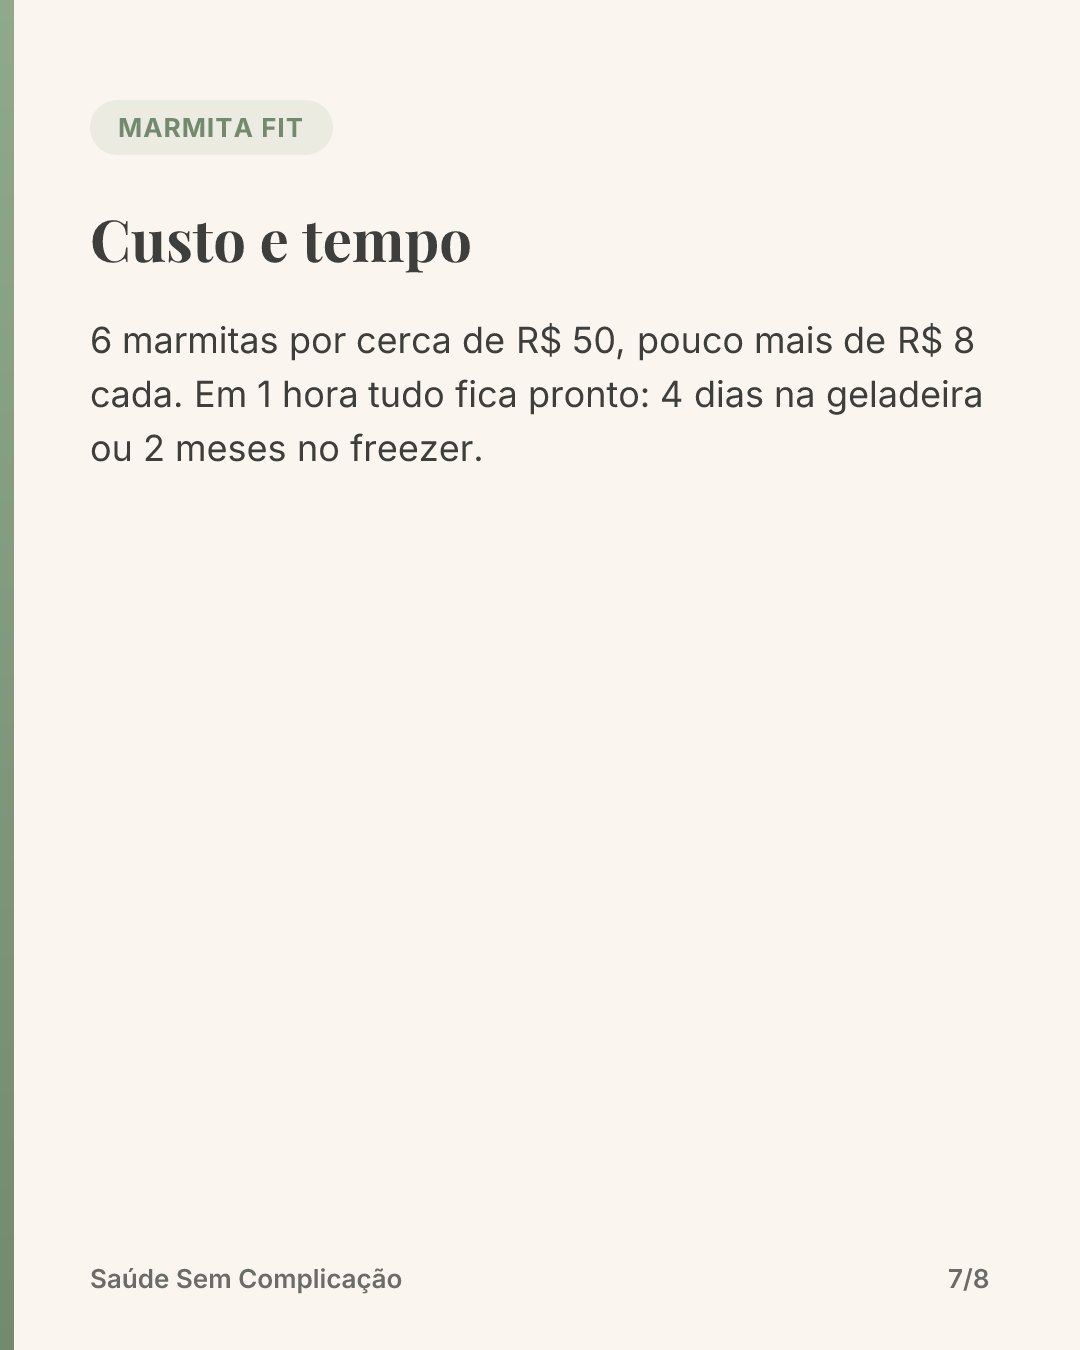 MARMITA FIT
Custo e tempo
6 marmitas por cerca de R$ 50, pouco mais de R$ 8
cada. Em 1 hora tudo fica pronto: 4 dias na geladeira
ou 2 meses no freezer.
Saúde Sem Complicação
7/8